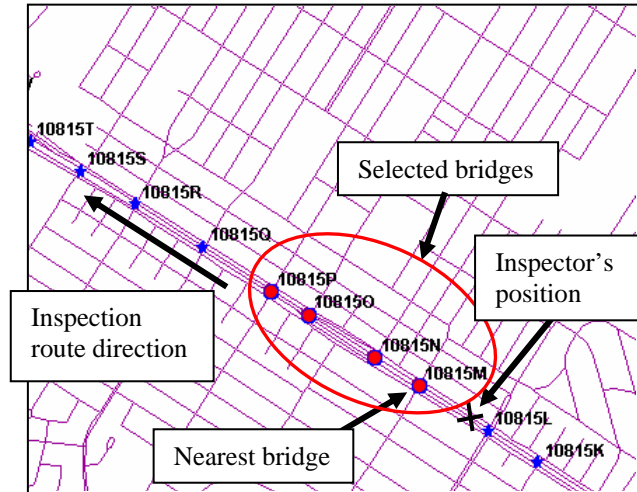 10815T
10815S
10815R
10815Q
Selected bridges
10815P
10815O
Inspector's
position
Inspection
route direction
10815N
10815M
10815L
10815K
Nearest bridge